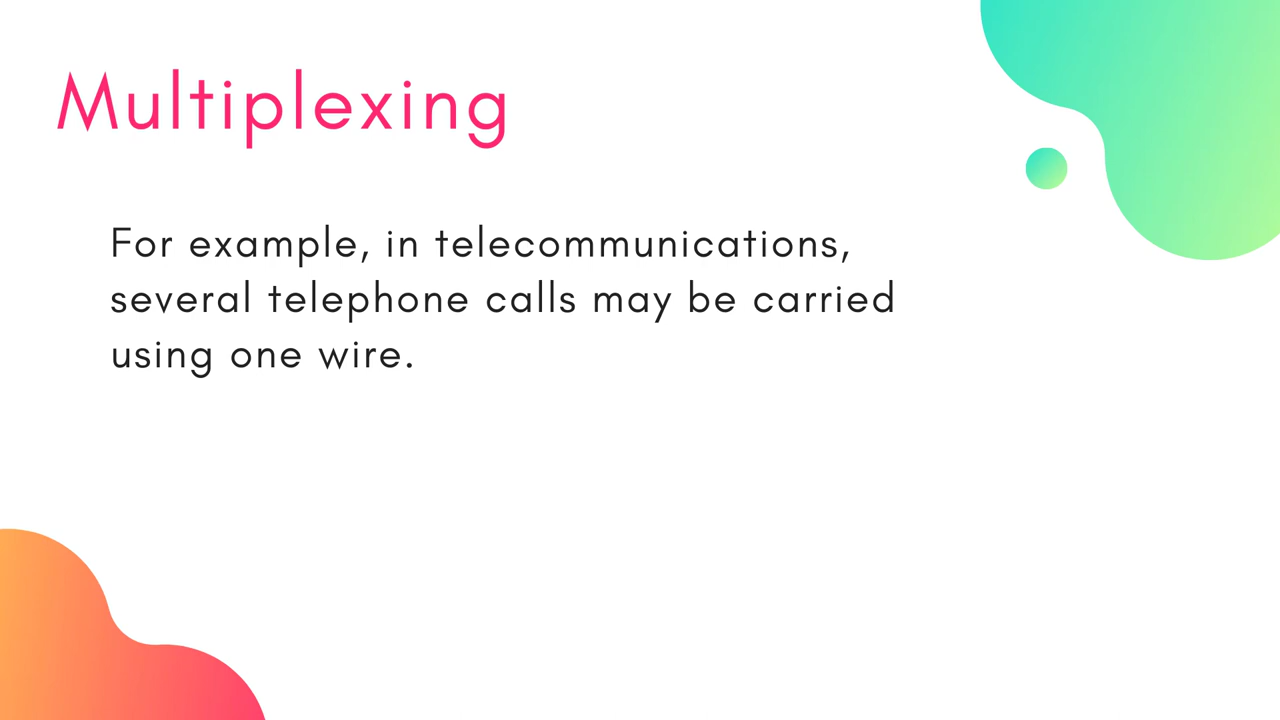 Multiplexing
For example, in telecommunications,
several telephone calls may be carried
using one wire.